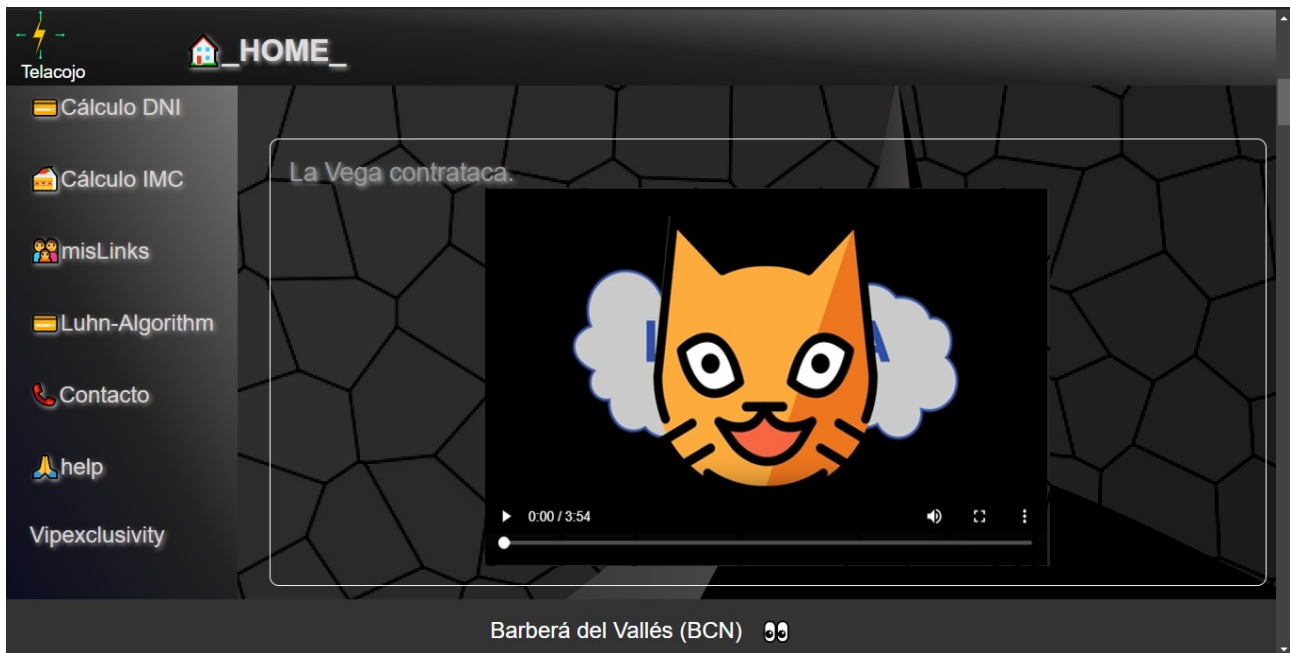 🏠_HOME_
Telacojo
💳Cálculo DNI
🍰Cálculo IMC
👨‍👩‍👧misLinks
💳Luhn-Algorithm
📞Contacto
🙏help
Vipexclusivity
La Vega contrataca.
0:00 / 3:54
Barberá del Vallés (BCN) 👀